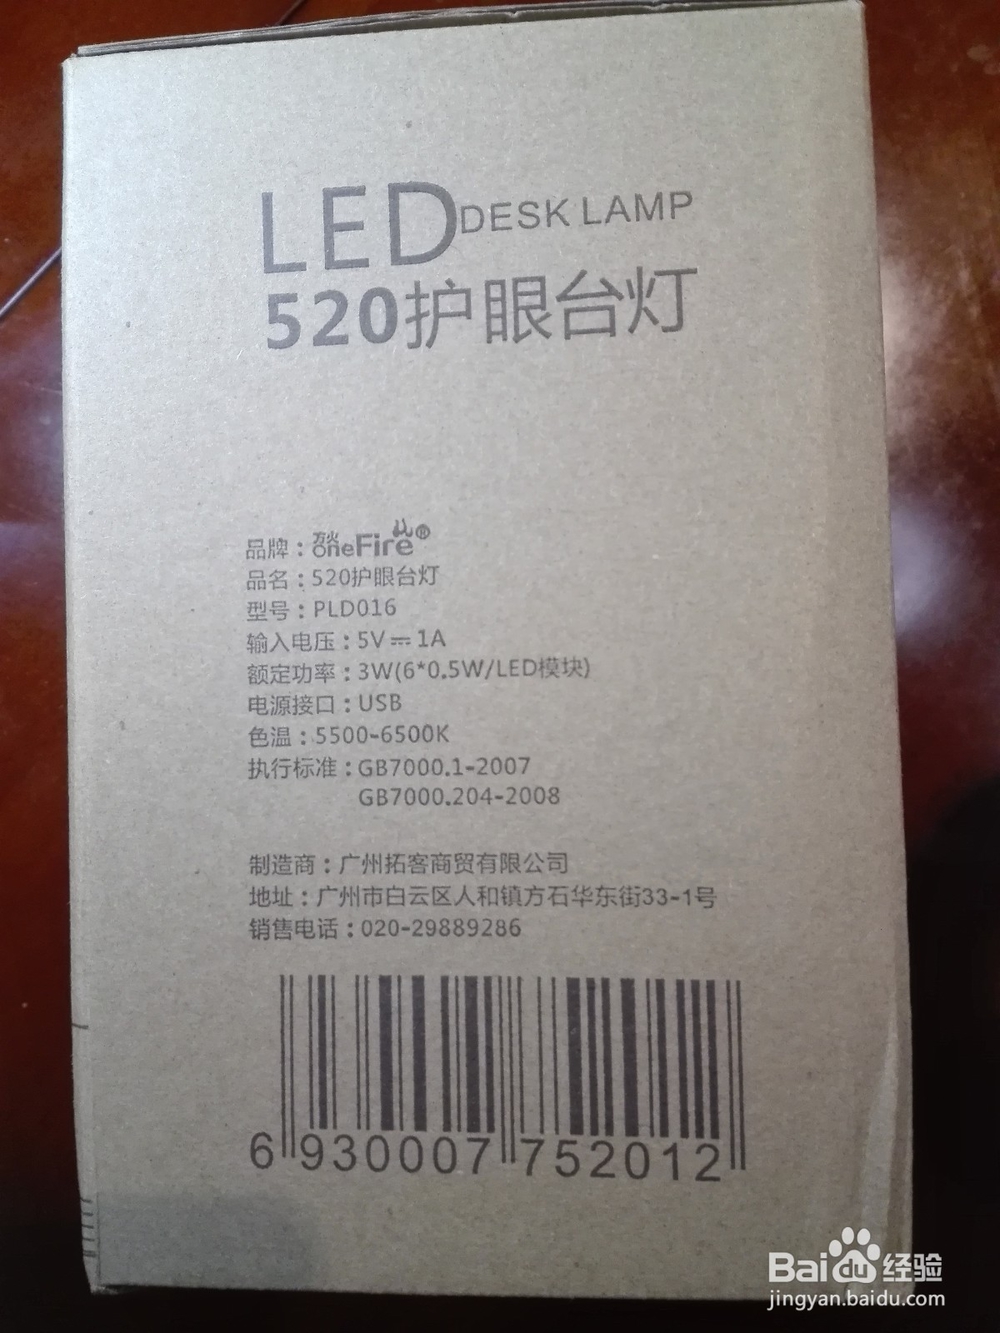 LED DESK LAMP
520护眼台灯
品牌：万火 oneFire®
品名：520护眼台灯
型号：PLD016
输入电压：5V⎓1A
额定功率：3W(6*0.5W/LED模块)
电源接口：USB
色温：5500-6500K
执行标准：GB7000.1-2007
GB7000.204-2008
制造商：广州拓客商贸有限公司
地址：广州市白云区人和镇方石华东街33-1号
销售电话：020-29889286
6 930007 752012
Baidu 经验
jingyan.baidu.com